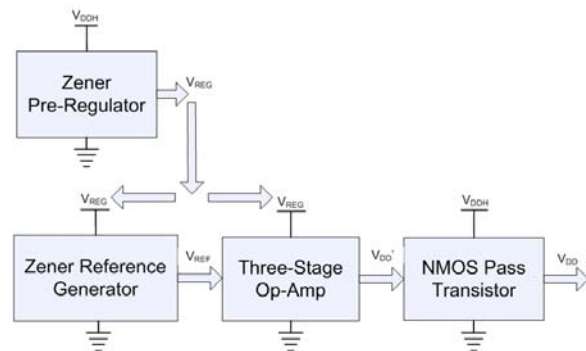 VDDH
Zener
Pre-Regulator
VREG
VREG
VREG
VDDH
Zener Reference
Generator
VREF
Three-Stage
Op-Amp
VDD'
NMOS Pass
Transistor
VDD